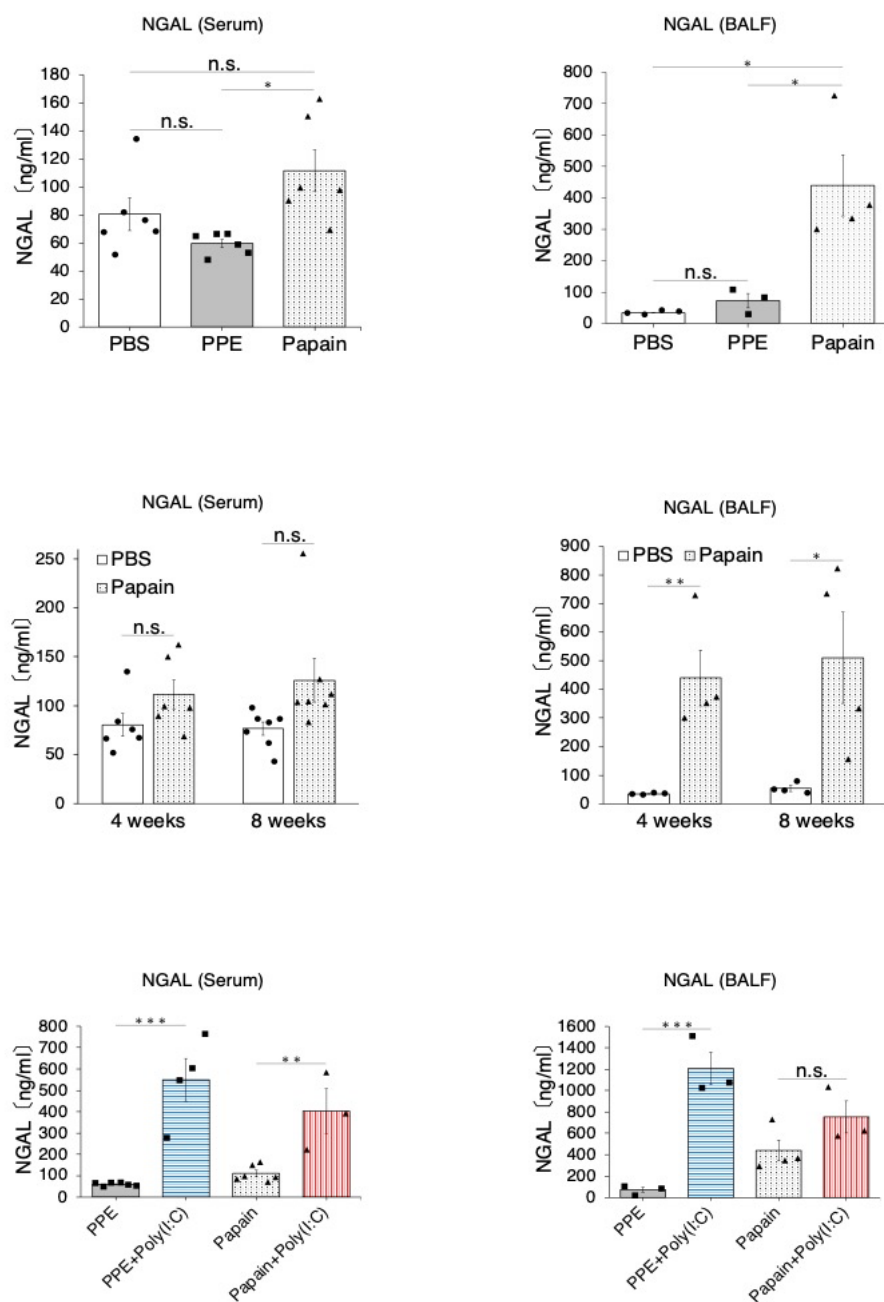 NGAL (Serum)
n.s.
*
n.s.
NGAL〔ng/ml〕
180
160
140
120
100
80
60
40
20
0
PBS
PPE
Papain
NGAL (BALF)
*
*
n.s.
NGAL〔ng/ml〕
800
700
600
500
400
300
200
100
0
PBS
PPE
Papain
NGAL (Serum)
PBS
Papain
n.s.
n.s.
NGAL〔ng/ml〕
250
200
150
100
50
0
4 weeks
8 weeks
NGAL (BALF)
PBS
Papain
**
*
NGAL〔ng/ml〕
900
800
700
600
500
400
300
200
100
0
4 weeks
8 weeks
NGAL (Serum)
***
**
NGAL〔ng/ml〕
800
700
600
500
400
300
200
100
0
PPE
PPE+Poly(I:C)
Papain
Papain+Poly(I:C)
NGAL (BALF)
***
n.s.
NGAL〔ng/ml〕
1600
1400
1200
1000
800
600
400
200
0
PPE
PPE+Poly(I:C)
Papain
Papain+Poly(I:C)